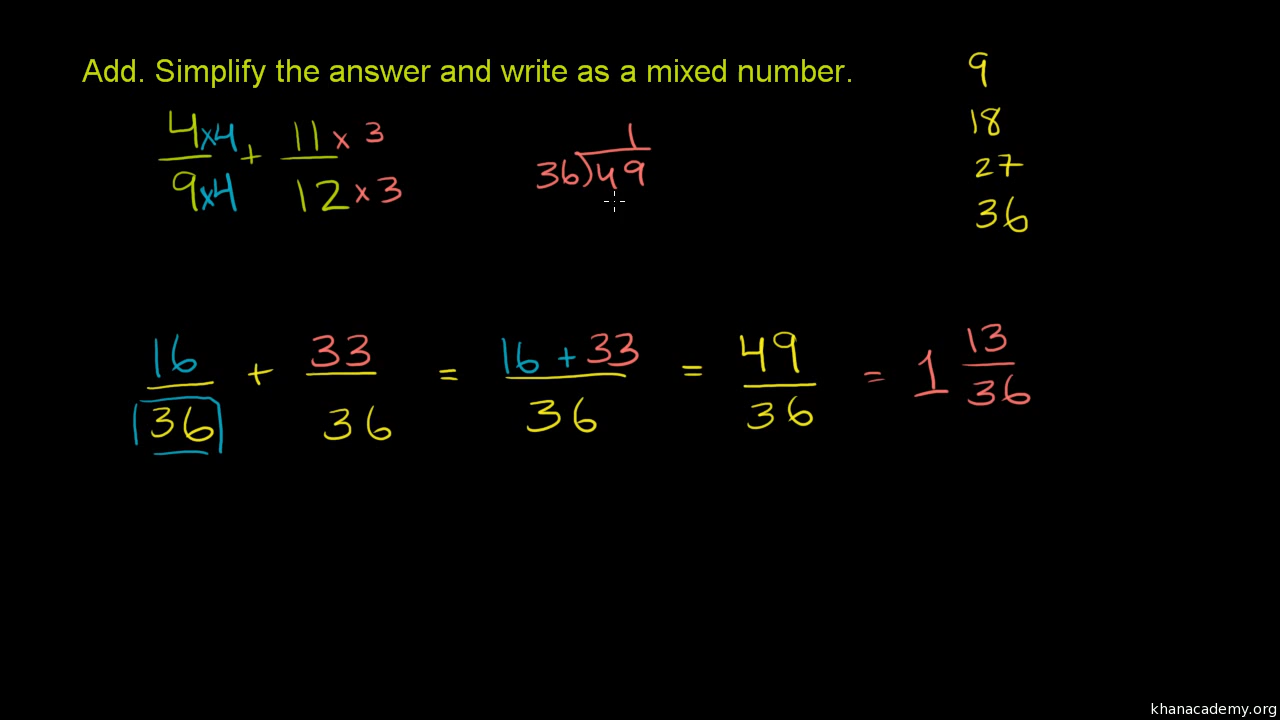 Add. Simplify the answer and write as a mixed number.
4x4 + 11 x 3
9x4 12 x 3
1
36)49
9
18
27
36
16 + 33 = 16 + 33 = 49 = 1 13
36 36 36 36 36
khanacademy.org